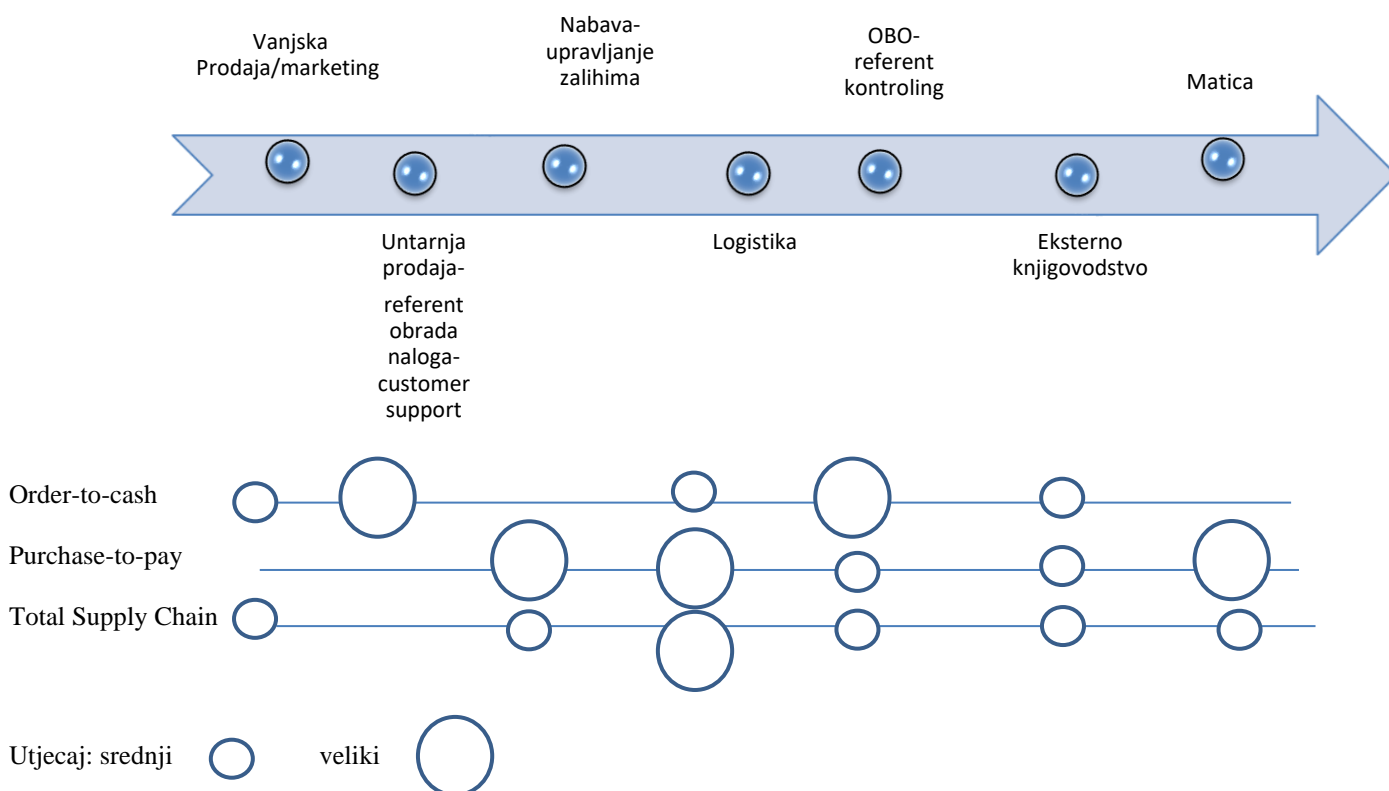 Vanjska
Prodaja/marketing
Nabava-
upravljanje
zalihima
OBO-
referent
kontroling
Matica
Untarnja
prodaja-
referent
obrada
naloga-
customer
support
Logistika
Eksterno
knjigovodstvo
Order-to-cash
Purchase-to-pay
Total Supply Chain
Utjecaj: srednji veliki